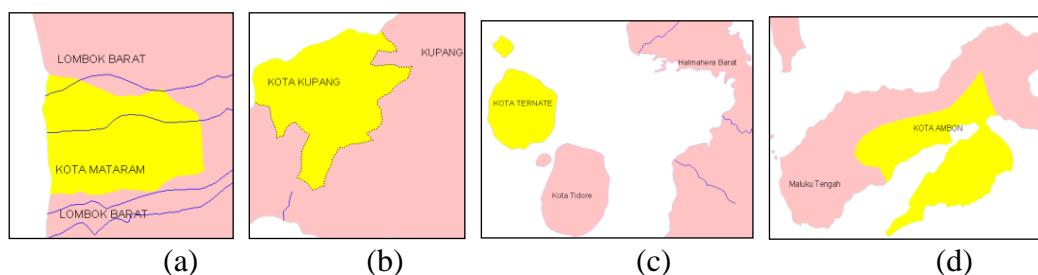 LOMBOK BARAT
KOTA MATARAM
LOMBOK BARAT
KUPANG
KOTA KUPANG
Halmahera Barat
KOTA TERNATE
Kota Tidore
KOTA AMBON
Maluku Tengah
(a) (b) (c) (d)